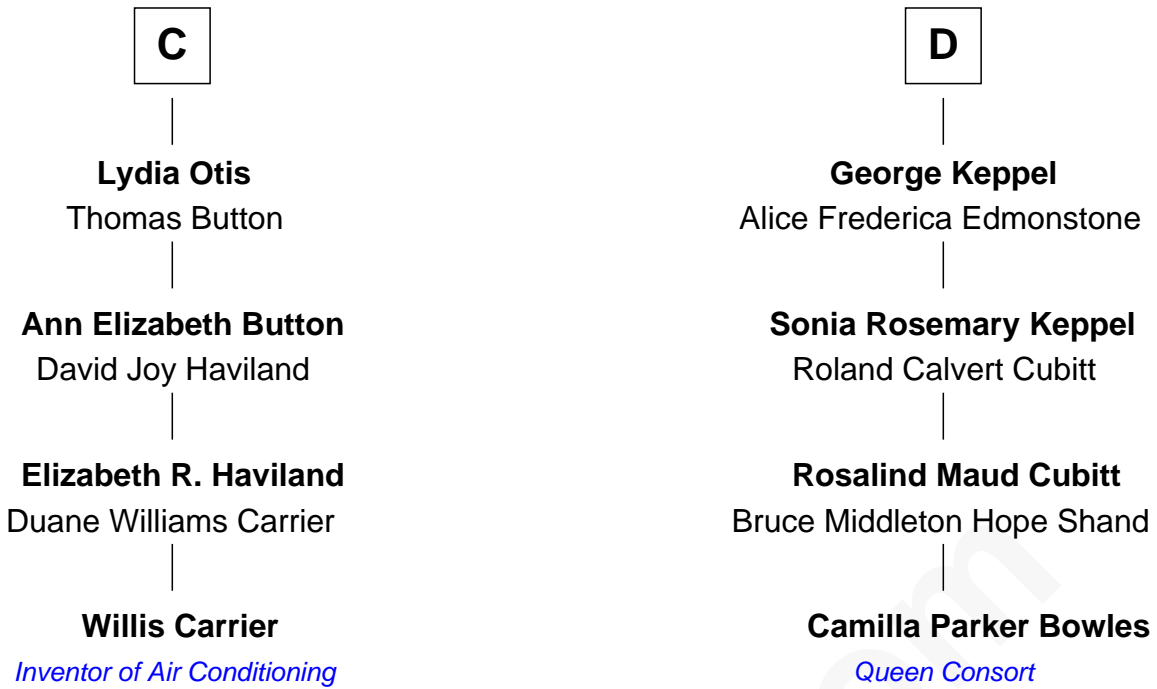 C
Lydia Otis
Thomas Button
Ann Elizabeth Button
David Joy Haviland
Elizabeth R. Haviland
Duane Williams Carrier
Willis Carrier
Inventor of Air Conditioning
D
George Keppel
Alice Frederica Edmonstone
Sonia Rosemary Keppel
Roland Calvert Cubitt
Rosalind Maud Cubitt
Bruce Middleton Hope Shand
Camilla Parker Bowles
Queen Consort